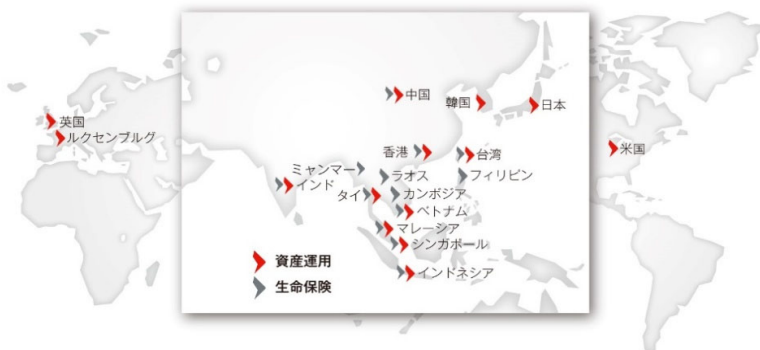 中国
韓国
日本
英国
ルクセンブルグ
香港
台湾
米国
ミャンマー
ラオス
フィリピン
インド
タイ
カンボジア
ベトナム
マレーシア
シンガポール
資産運用
インドネシア
生命保険